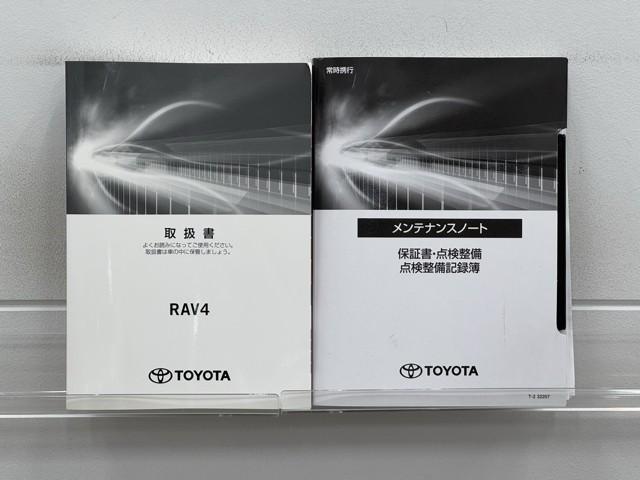 取扱書
よくお読みになってご使用ください。
取扱書は車の中に保管しましょう。
RAV4
TOYOTA
常時携行
メンテナンスノート
保証書・点検整備
点検整備記録簿
TOYOTA
T-2 32207